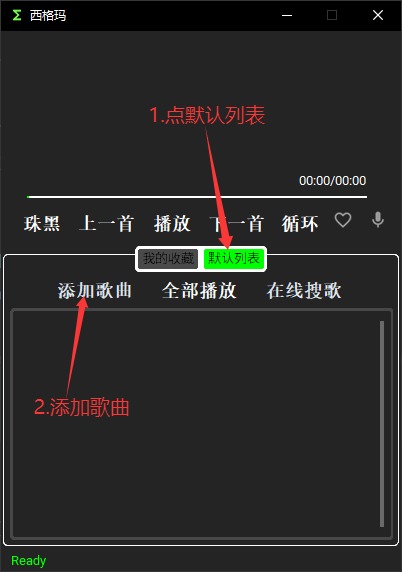 西格玛
1.点默认列表
00:00/00:00
珠黑 上一首 播放 下一首 循环
我的收藏 默认列表
添加歌曲 全部播放 在线搜歌
2.添加歌曲
Ready